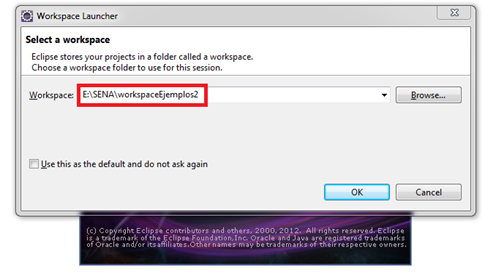 Workspace Launcher
Select a workspace
Eclipse stores your projects in a folder called a workspace.
Choose a workspace folder to use for this session.
Workspace: E:\SENA\workspaceEjemplos2 Browse...
Use this as the default and do not ask again
OK Cancel
(c) Copyright Eclipse contributors and others, 2000, 2012. All rights reserved. Eclipse
is a trademark of the Eclipse Foundation,Inc. Oracle and Java are registered trademarks
of Oracle and/or itsaffiliates.Other names may be trademarks of their respective owners.